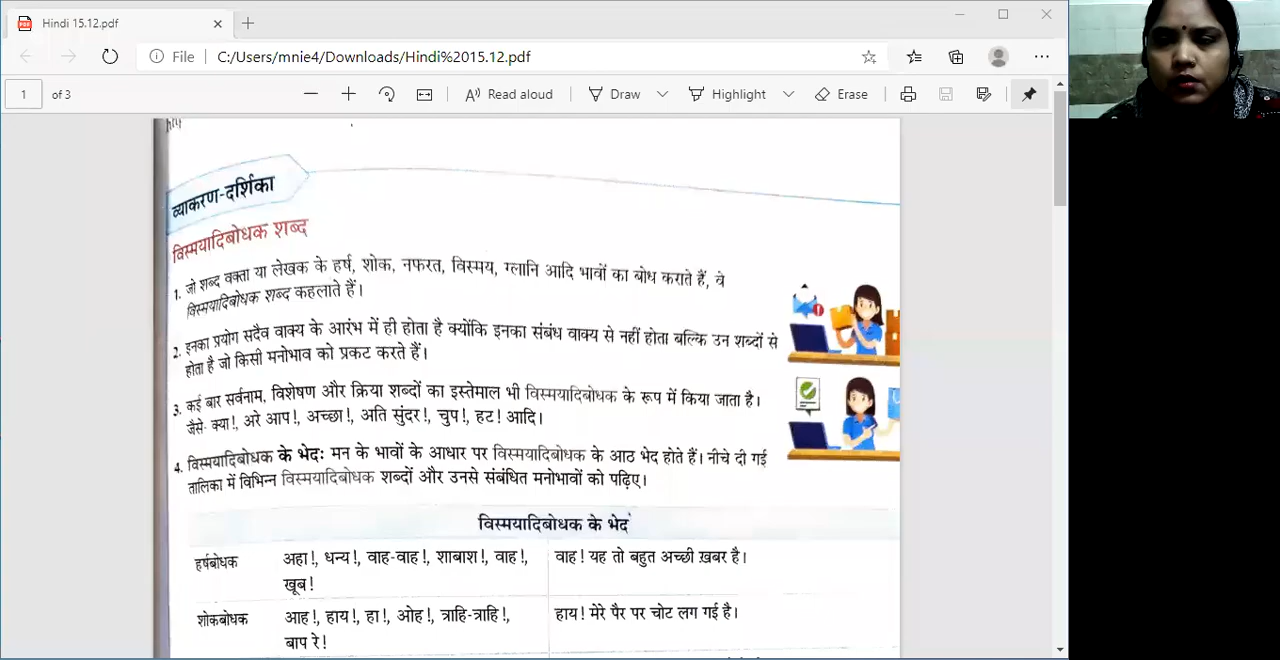 Hindi 15.12.pdf
File C:/Users/mnie4/Downloads/Hindi%2015.12.pdf
1 of 3
Read aloud
Draw
Highlight
Erase
व्याकरण-दर्शिका
विस्मयादिबोधक शब्द
1. जो शब्द वक्ता या लेखक के हर्ष, शोक, नफरत, विस्मय, ग्लानि आदि भावों का बोध कराते हैं, वे
विस्मयादिबोधक शब्द कहलाते हैं।
2. इनका प्रयोग सदैव वाक्य के आरंभ में ही होता है क्योंकि इनका संबंध वाक्य से नहीं होता बल्कि उन शब्दों से
होता है जो किसी मनोभाव को प्रकट करते हैं।
3. कई बार सर्वनाम, विशेषण और क्रिया शब्दों का इस्तेमाल भी विस्मयादिबोधक के रूप में किया जाता है।
जैसे- क्या!, अरे आप!, अच्छा!, अति सुंदर!, चुप!, हट! आदि।
4. विस्मयादिबोधक के भेद: मन के भावों के आधार पर विस्मयादिबोधक के आठ भेद होते हैं। नीचे दी गई
तालिका में विभिन्न विस्मयादिबोधक शब्दों और उनसे संबंधित मनोभावों को पढ़िए।
विस्मयादिबोधक के भेद
हर्षबोधक अहा!, धन्य!, वाह-वाह!, शाबाश!, वाह!, वाह! यह तो बहुत अच्छी ख़बर है।
खूब!
शोकबोधक आह!, हाय!, हा!, ओह!, त्राहि-त्राहि!, हाय! मेरे पैर पर चोट लग गई है।
बाप रे!